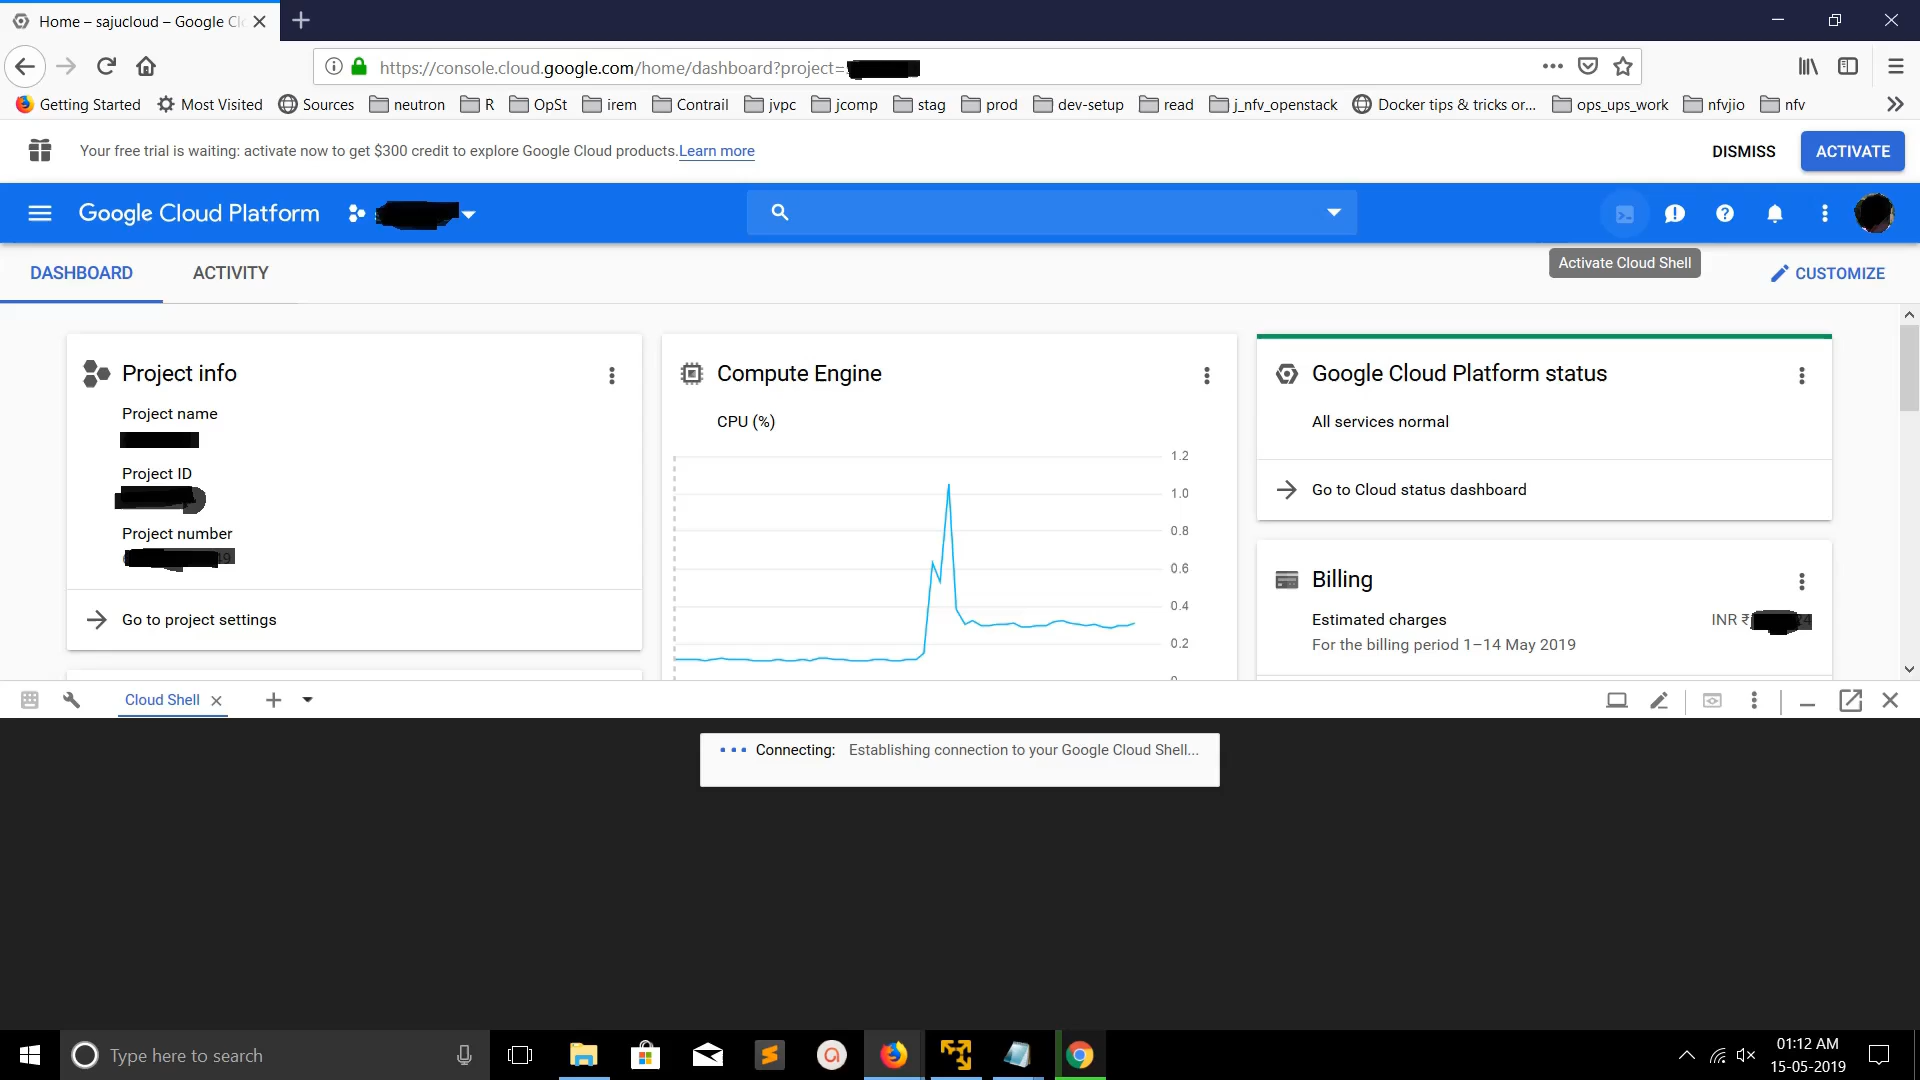 Home – sajucloud – Google Clo
https://console.cloud.google.com/home/dashboard?project=
Getting Started Most Visited Sources neutron R OpSt irem Contrail jvpc jcomp stag prod dev-setup read j_nfv_openstack Docker tips & tricks or... ops_ups_work nfvjio nfv
Your free trial is waiting: activate now to get $300 credit to explore Google Cloud products. Learn more DISMISS ACTIVATE
Google Cloud Platform
Activate Cloud Shell
DASHBOARD ACTIVITY CUSTOMIZE
Project info
Project name
Project ID
Project number
Go to project settings
Compute Engine
CPU (%)
1.2
1.0
0.8
0.6
0.4
0.2
Google Cloud Platform status
All services normal
Go to Cloud status dashboard
Billing
Estimated charges INR ₹
For the billing period 1–14 May 2019
Cloud Shell
Connecting: Establishing connection to your Google Cloud Shell...
Type here to search
01:12 AM
15-05-2019